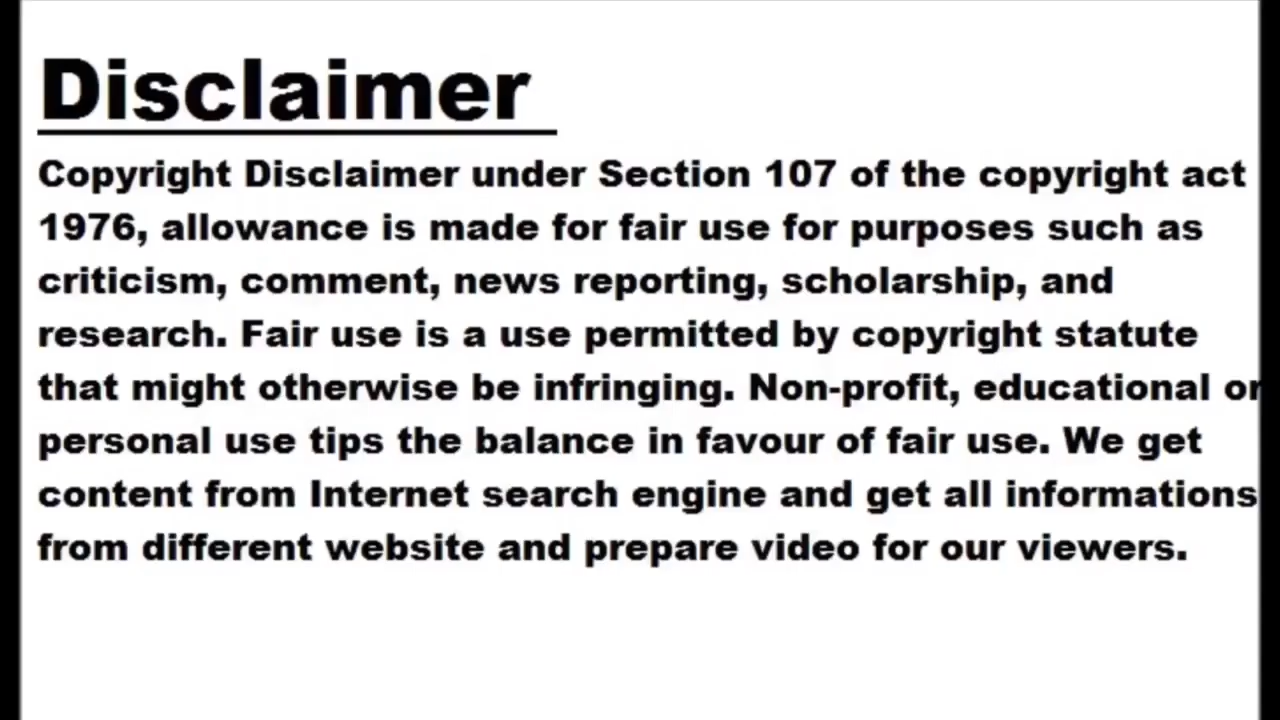 Disclaimer
Copyright Disclaimer under Section 107 of the copyright act
1976, allowance is made for fair use for purposes such as
criticism, comment, news reporting, scholarship, and
research. Fair use is a use permitted by copyright statute
that might otherwise be infringing. Non-profit, educational or
personal use tips the balance in favour of fair use. We get
content from Internet search engine and get all informations
from different website and prepare video for our viewers.